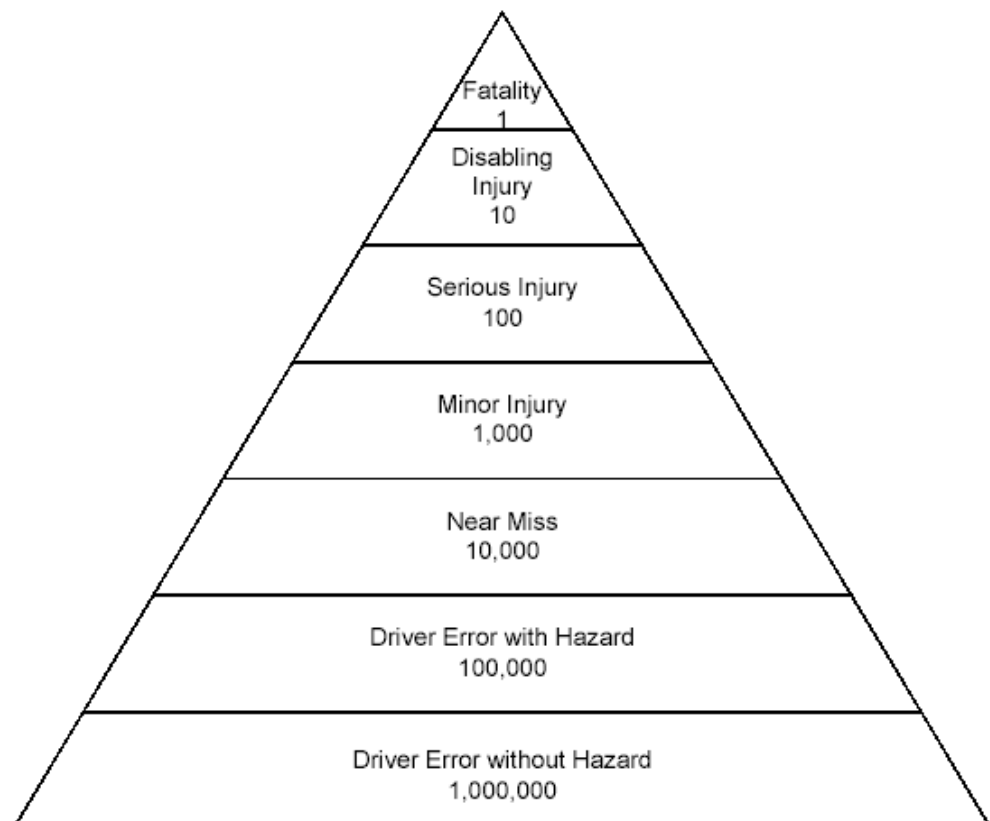 Fatality
1
Disabling
Injury
10
Serious Injury
100
Minor Injury
1,000
Near Miss
10,000
Driver Error with Hazard
100,000
Driver Error without Hazard
1,000,000